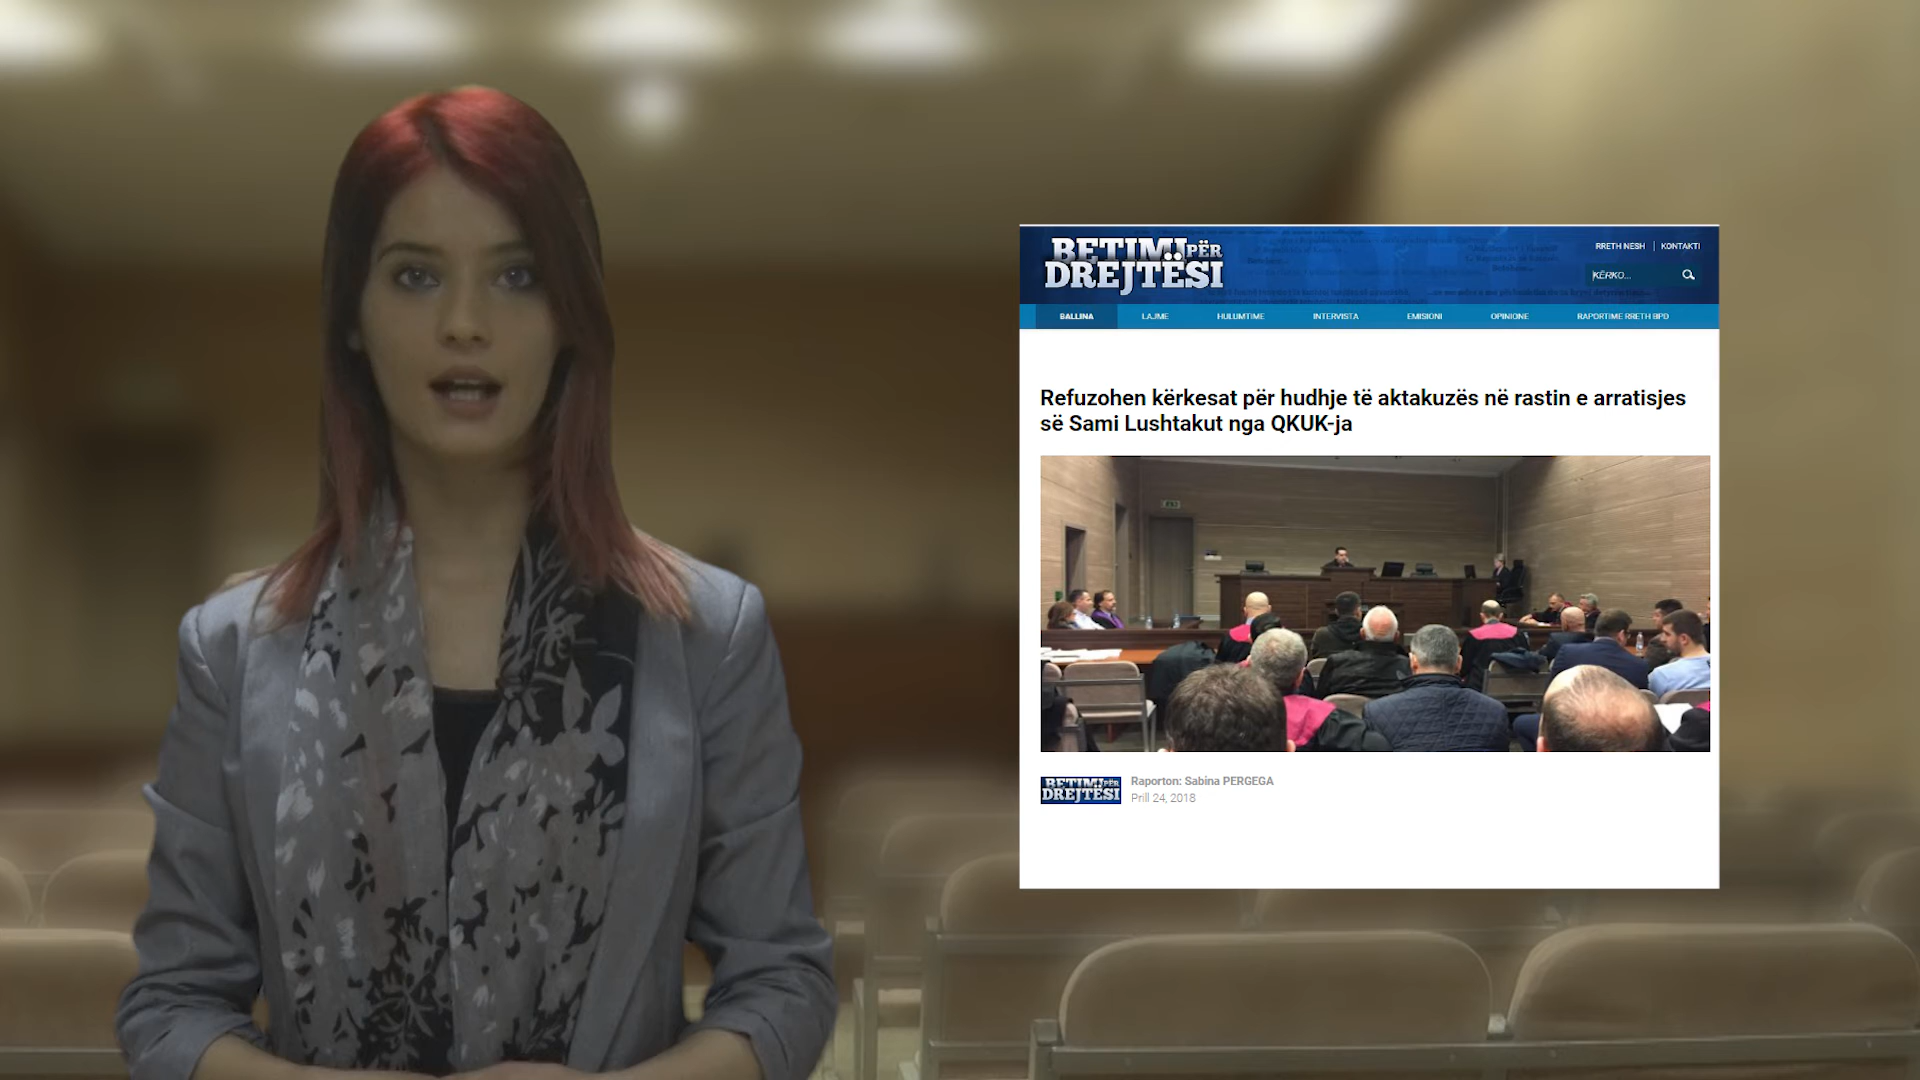 BETIMI PËR
DREJTËSI
RRETH NESH | KONTAKTI
KËRKO...
BALLINA LAJME HULUMTIME INTERVISTA EMISIONI OPINIONE RAPORTIME RRETH BPD
Refuzohen kërkesat për hudhje të aktakuzës në rastin e arratisjes
së Sami Lushtakut nga QKUK-ja
BETIMI PËR
DREJTËSI
Raporton: Sabina PERGEGA
Prill 24, 2018